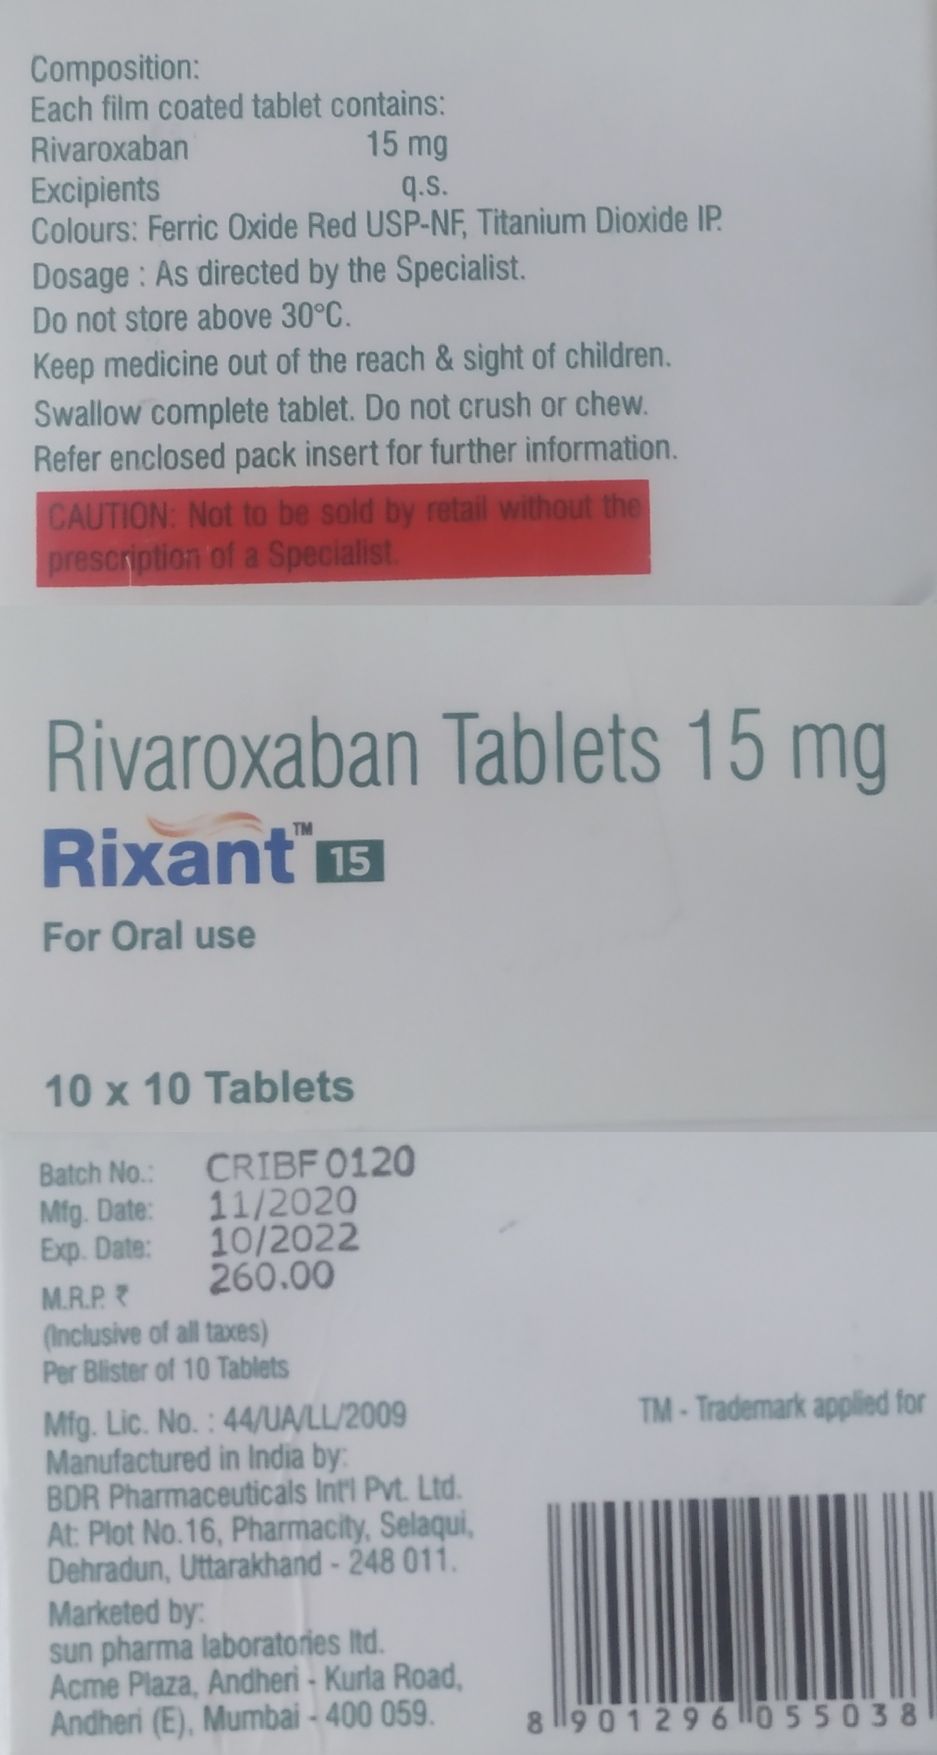 Composition:
Each film coated tablet contains:
Rivaroxaban 15 mg
Excipients q.s.
Colours: Ferric Oxide Red USP-NF, Titanium Dioxide IP.
Dosage : As directed by the Specialist.
Do not store above 30°C.
Keep medicine out of the reach & sight of children.
Swallow complete tablet. Do not crush or chew.
Refer enclosed pack insert for further information.
CAUTION: Not to be sold by retail without the
prescription of a Specialist.
Rivaroxaban Tablets 15 mg
Rixant™ 15
For Oral use
10 x 10 Tablets
Batch No.: CRIBF0120
Mfg. Date: 11/2020
Exp. Date: 10/2022
M.R.P. ₹ 260.00
(Inclusive of all taxes)
Per Blister of 10 Tablets
Mfg. Lic. No. : 44/UA/LL/2009
TM - Trademark applied for
Manufactured in India by:
BDR Pharmaceuticals Int'l Pvt. Ltd.
At: Plot No.16, Pharmacity, Selaqui,
Dehradun, Uttarakhand - 248 011.
Marketed by:
sun pharma laboratories ltd.
Acme Plaza, Andheri - Kurla Road,
Andheri (E), Mumbai - 400 059.
8 901296 055038